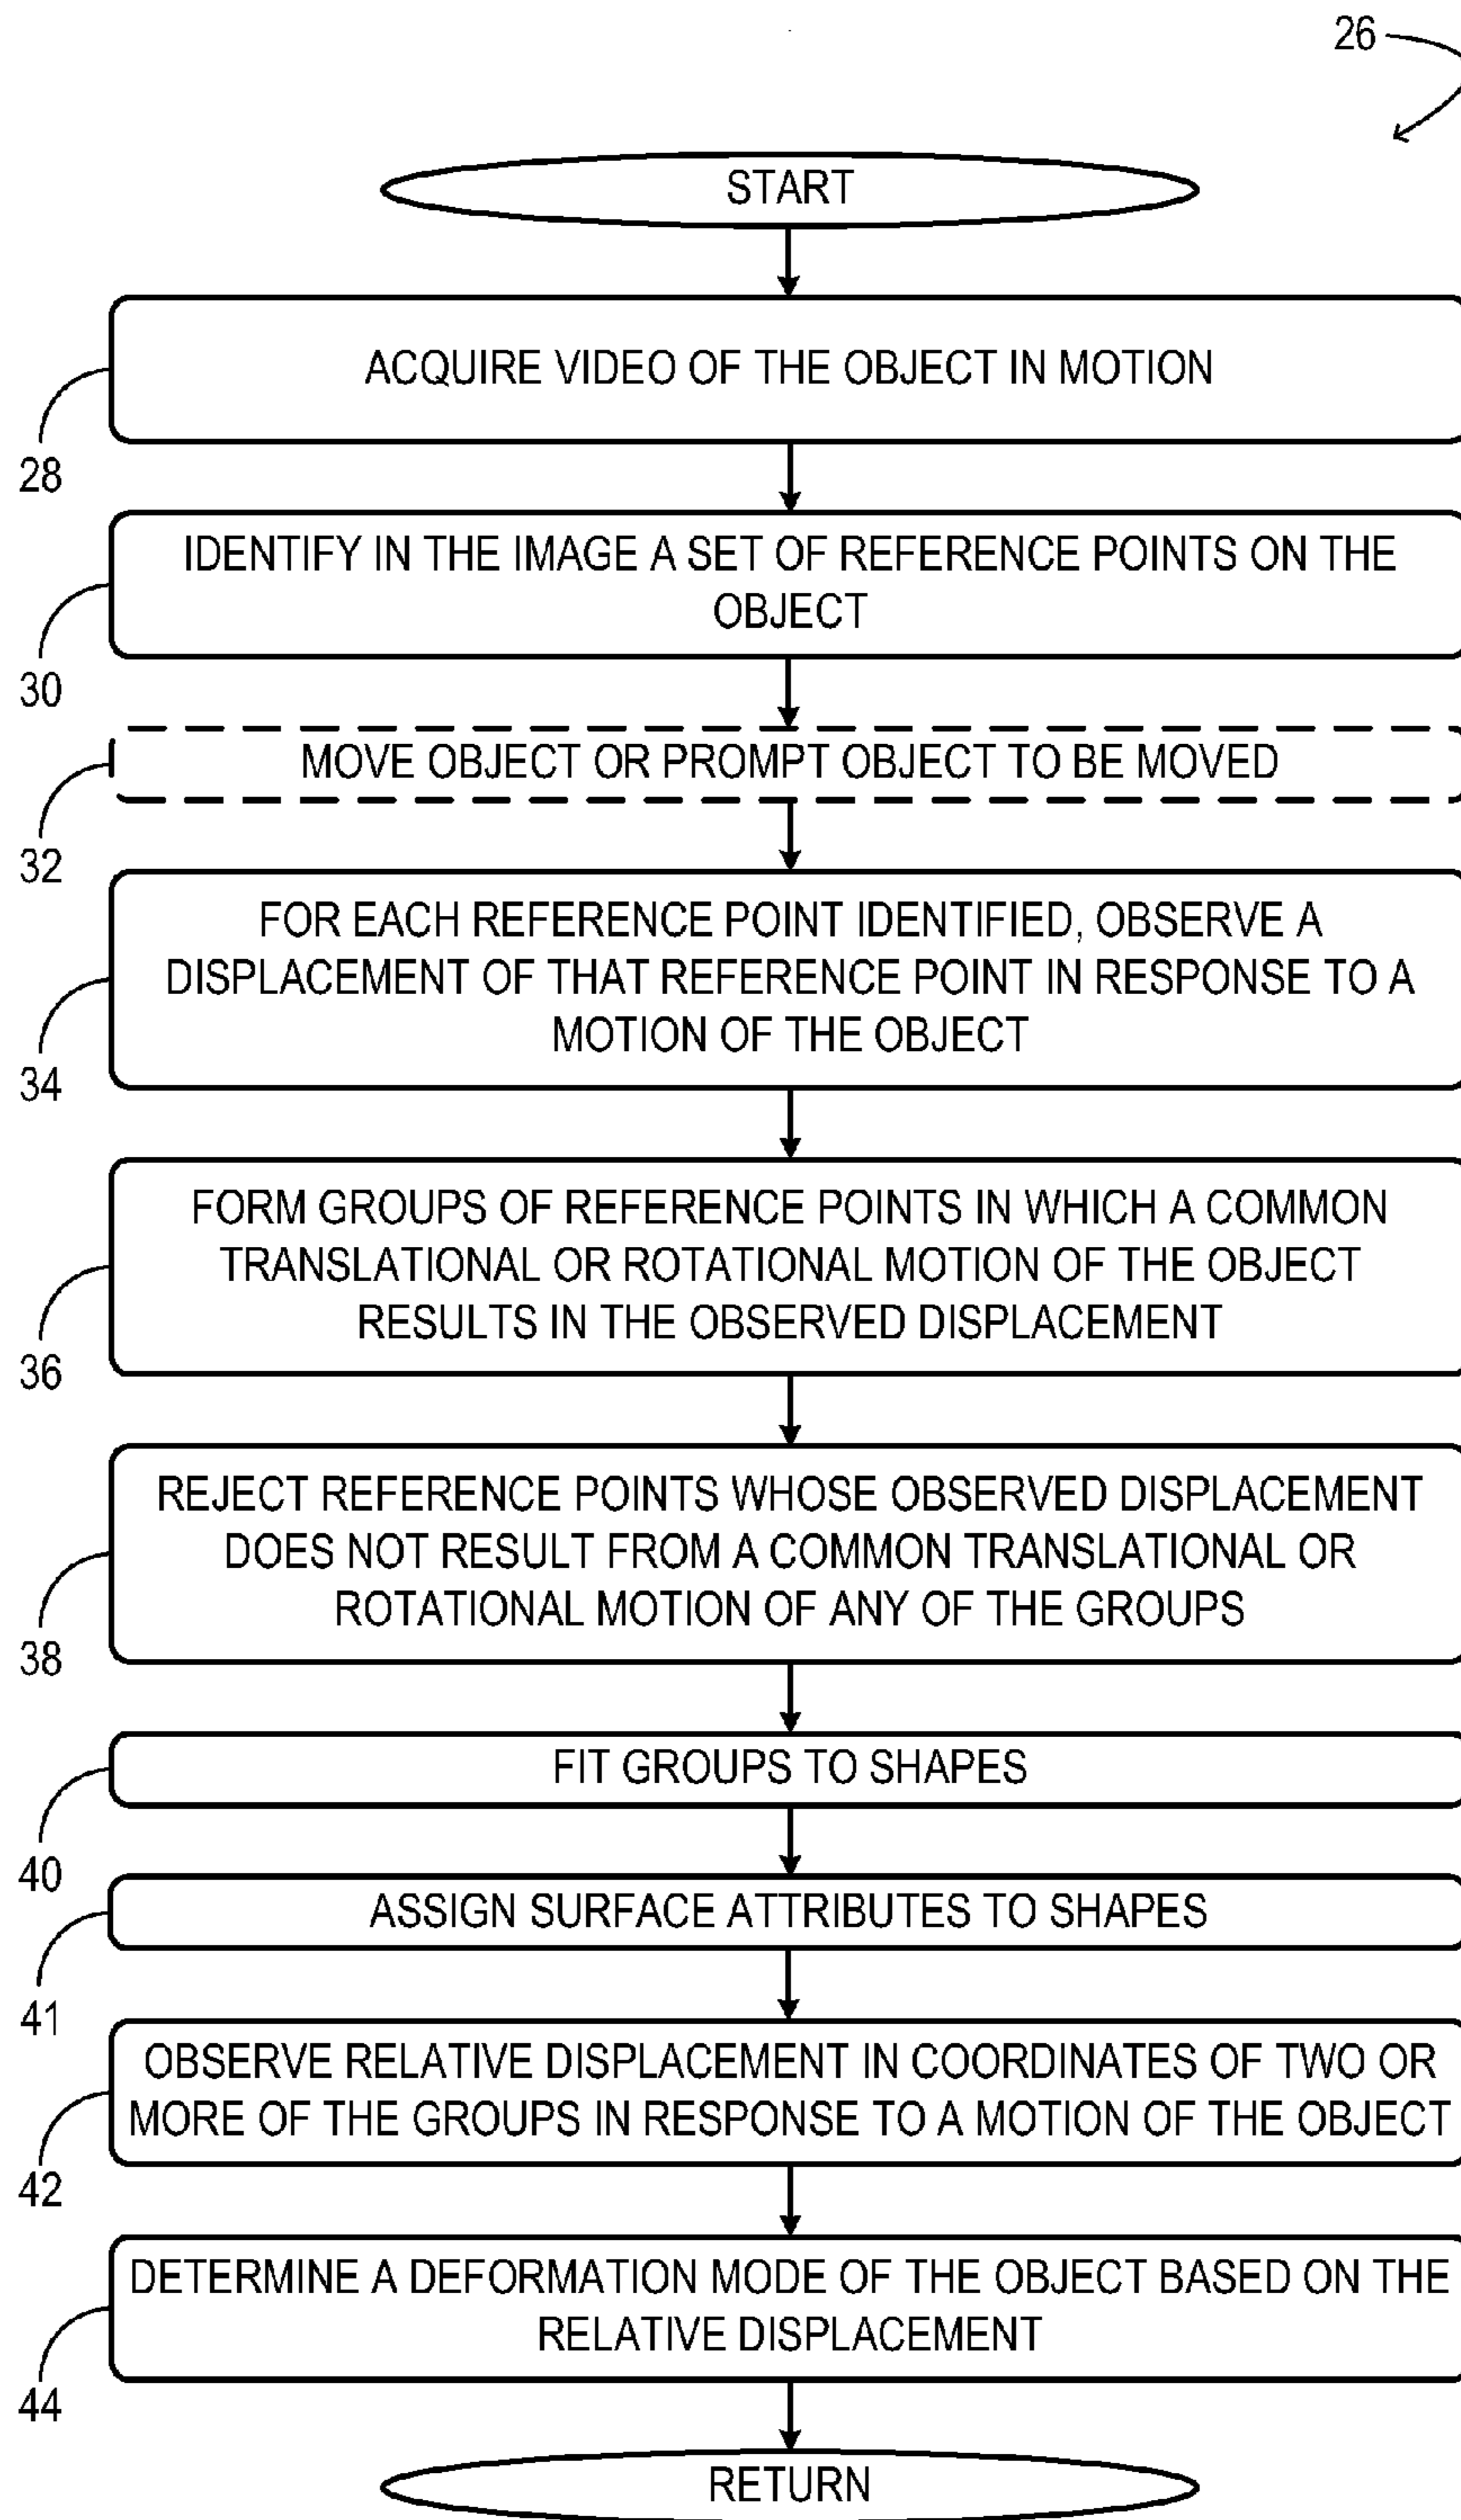 26
START
ACQUIRE VIDEO OF THE OBJECT IN MOTION
28
IDENTIFY IN THE IMAGE A SET OF REFERENCE POINTS ON THE
OBJECT
30
MOVE OBJECT OR PROMPT OBJECT TO BE MOVED
32
FOR EACH REFERENCE POINT IDENTIFIED, OBSERVE A
DISPLACEMENT OF THAT REFERENCE POINT IN RESPONSE TO A
MOTION OF THE OBJECT
34
FORM GROUPS OF REFERENCE POINTS IN WHICH A COMMON
TRANSLATIONAL OR ROTATIONAL MOTION OF THE OBJECT
RESULTS IN THE OBSERVED DISPLACEMENT
36
REJECT REFERENCE POINTS WHOSE OBSERVED DISPLACEMENT
DOES NOT RESULT FROM A COMMON TRANSLATIONAL OR
ROTATIONAL MOTION OF ANY OF THE GROUPS
38
FIT GROUPS TO SHAPES
40
ASSIGN SURFACE ATTRIBUTES TO SHAPES
41
OBSERVE RELATIVE DISPLACEMENT IN COORDINATES OF TWO OR
MORE OF THE GROUPS IN RESPONSE TO A MOTION OF THE OBJECT
42
DETERMINE A DEFORMATION MODE OF THE OBJECT BASED ON THE
RELATIVE DISPLACEMENT
44
RETURN